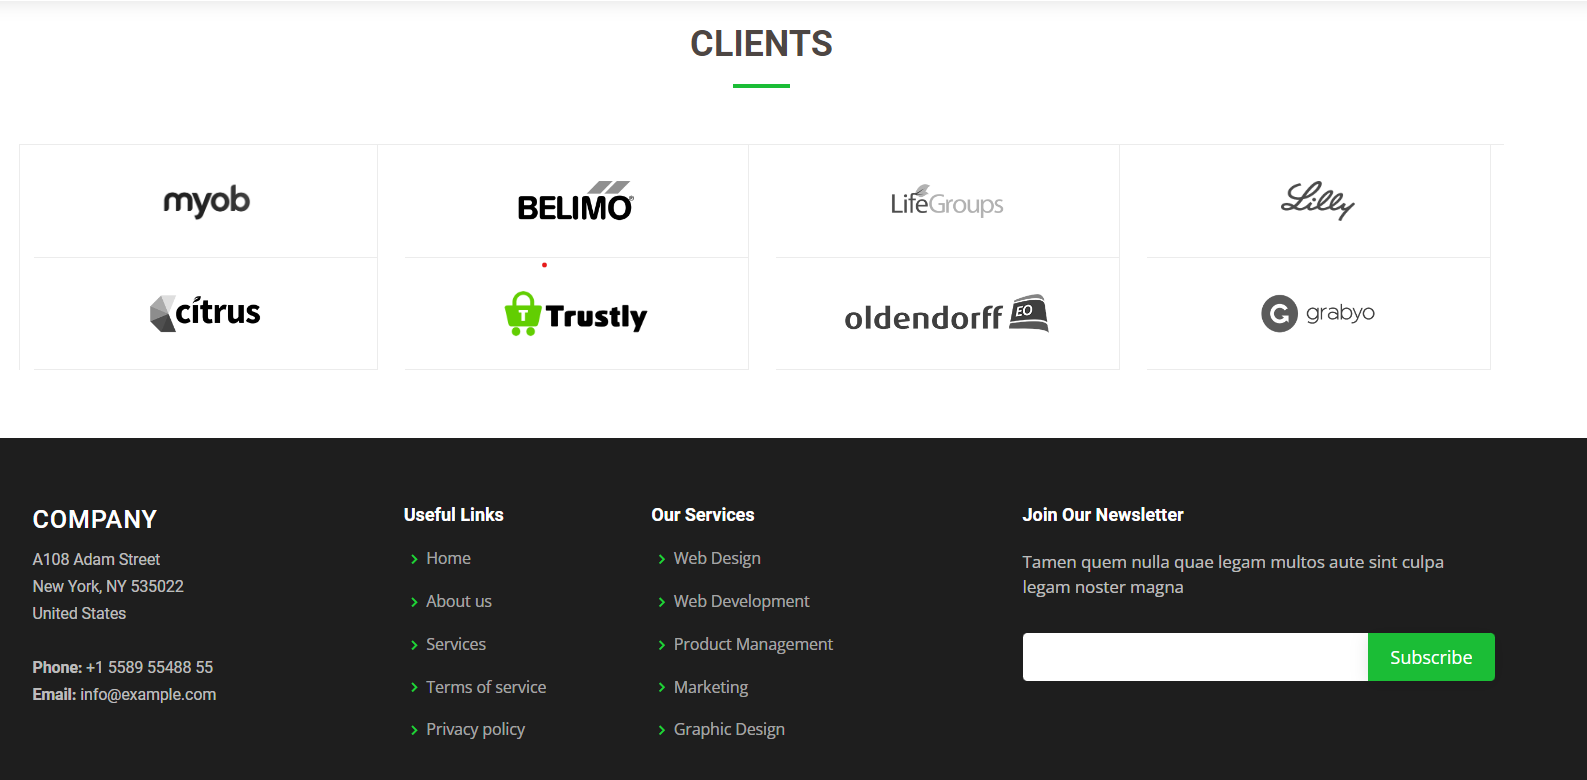 CLIENTS
myob
BELIMO®
LifeGroups
Lilly
citrus
T Trustly
oldendorff EO
G grabyo
COMPANY
A108 Adam Street
New York, NY 535022
United States
Phone: +1 5589 55488 55
Email: info@example.com
Useful Links
Home
About us
Services
Terms of service
Privacy policy
Our Services
Web Design
Web Development
Product Management
Marketing
Graphic Design
Join Our Newsletter
Tamen quem nulla quae legam multos aute sint culpa
legam noster magna
Subscribe